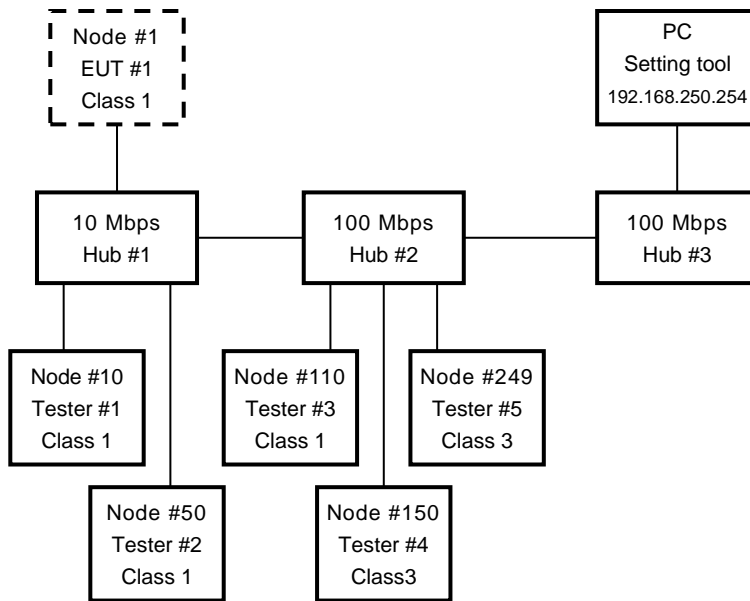 Node #1
EUT #1
Class 1
PC
Setting tool
192.168.250.254
10 Mbps
Hub #1
100 Mbps
Hub #2
100 Mbps
Hub #3
Node #10
Tester #1
Class 1
Node #110
Tester #3
Class 1
Node #249
Tester #5
Class 3
Node #50
Tester #2
Class 1
Node #150
Tester #4
Class3